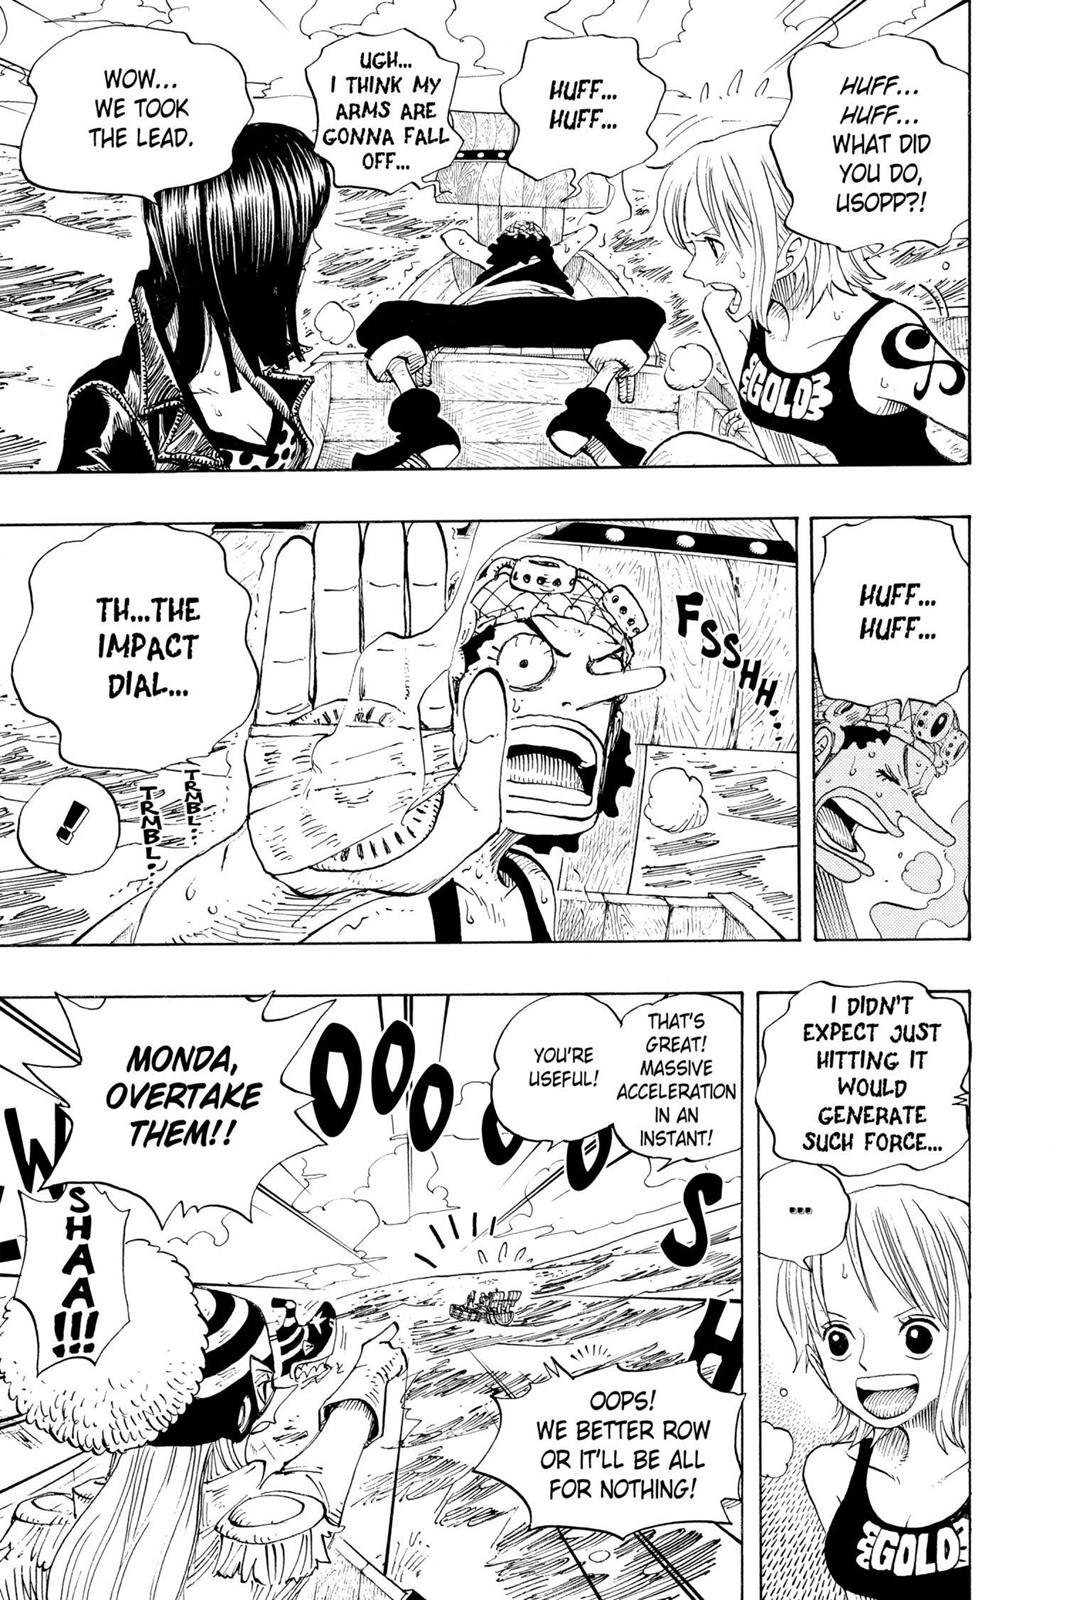 HUFF...
HUFF...
WHAT DID
YOU DO,
USOPP?!
GOLD
HUFF...
HUFF...
UGH...
I THINK MY
ARMS ARE
GONNA FALL
OFF...
WOW...
WE TOOK
THE LEAD.
HUFF...
HUFF...
FSSHH...
TH...THE
IMPACT
DIAL...
TRMBL...
TRMBL...
!
I DIDN'T
EXPECT JUST
HITTING IT
WOULD
GENERATE
SUCH FORCE...
...
GOLD
THAT'S
GREAT!
MASSIVE
ACCELERATION
IN AN
INSTANT!
YOU'RE
USEFUL!
OOPS!
WE BETTER ROW
OR IT'LL BE ALL
FOR NOTHING!
MONDA,
OVERTAKE
THEM!!
SHAA!!!
W
OOOOOO
S
H